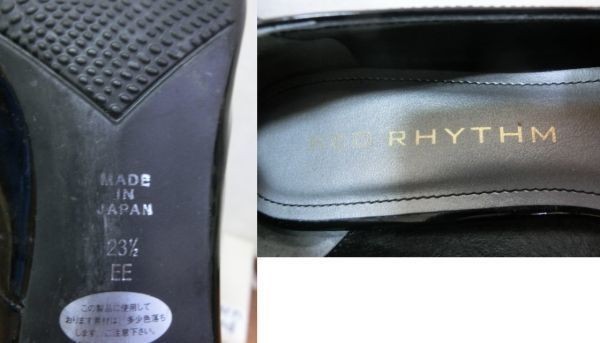 MADE
IN
JAPAN
23½
EE
この製品に使用して
おります素材は、多少色落ち
します。ご注意下さい。
RHYTHM